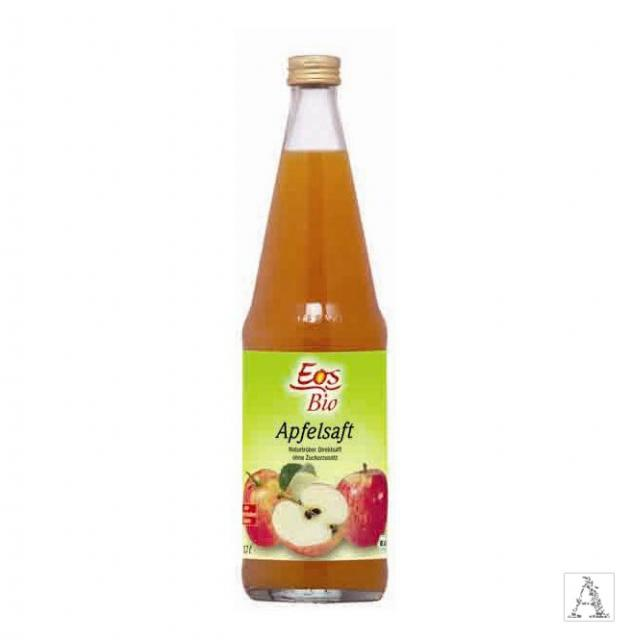 Eos
Bio
Apfelsaft
Naturtrüber Direktsaft
ohne Zuckerzusatz
A